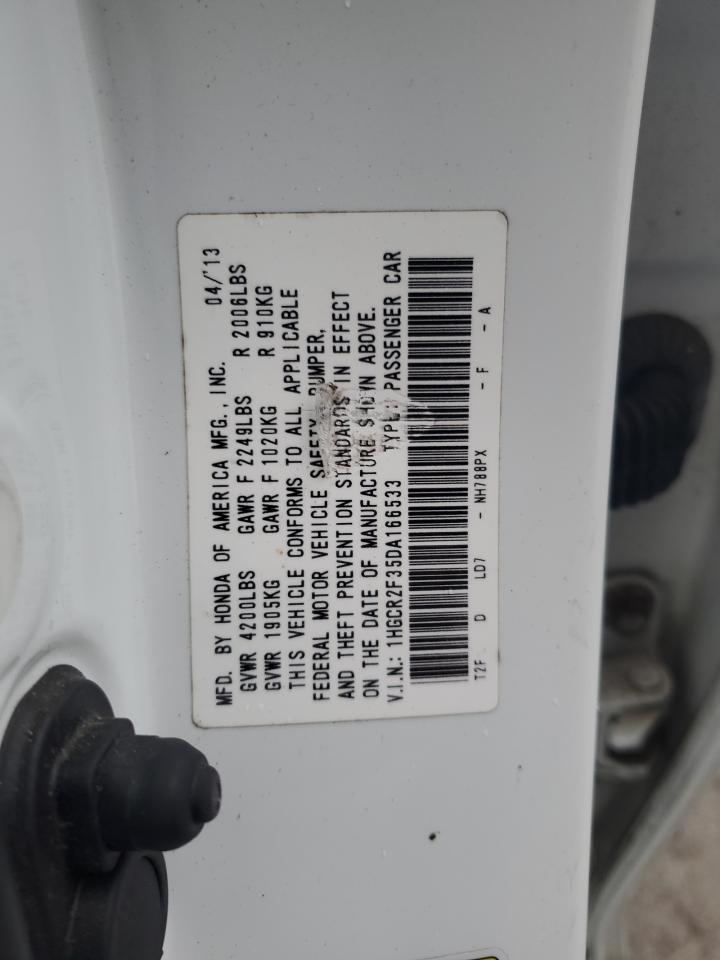 MFD. BY HONDA OF AMERICA MFG., INC. 04/'13
GVWR 4200LBS GAWR F 2249LBS R 2006LBS
GVWR 1905KG GAWR F 1020KG R 910KG
THIS VEHICLE CONFORMS TO ALL APPLICABLE
FEDERAL MOTOR VEHICLE SAFETY, BUMPER,
AND THEFT PREVENTION STANDARDS IN EFFECT
ON THE DATE OF MANUFACTURE SHOWN ABOVE.
V.I.N.: 1HGCR2F35DA166533 TYPE: PASSENGER CAR
T2F D LD7 - NH788PX - F - A